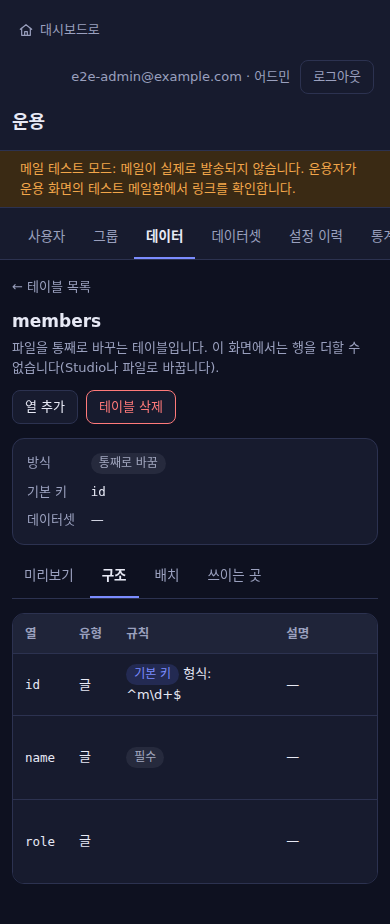 대시보드로
e2e-admin@example.com · 어드민
로그아웃
운용
메일 테스트 모드: 메일이 실제로 발송되지 않습니다. 운용자가
운용 화면의 테스트 메일함에서 링크를 확인합니다.
사용자 그룹 데이터 데이터셋 설정 이력 통계
← 테이블 목록
members
파일을 통째로 바꾸는 테이블입니다. 이 화면에서는 행을 더할 수
없습니다(Studio나 파일로 바꿉니다).
열 추가 테이블 삭제
방식 통째로 바꿈
기본 키 id
데이터셋 —
미리보기 구조 배치 쓰이는 곳
열 유형 규칙 설명
id 글 기본 키 형식: —
^m\d+$
name 글 필수 —
role 글 —